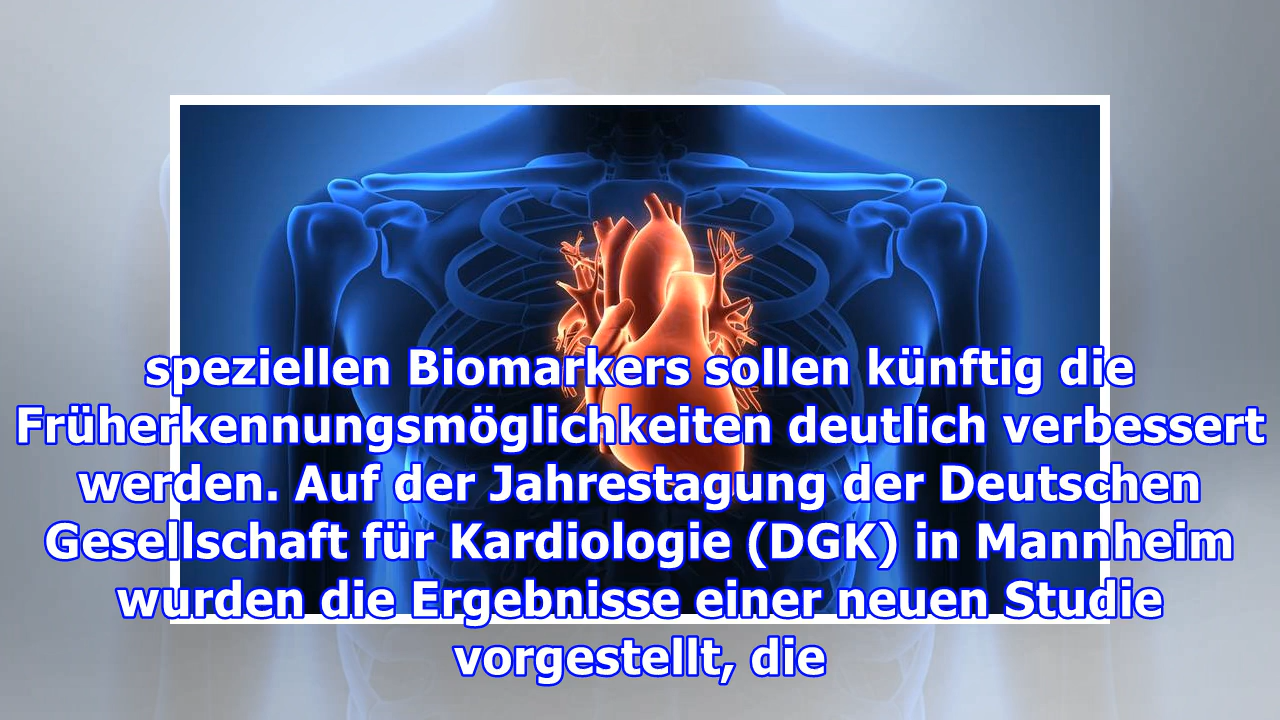 speziellen Biomarkers sollen künftig die
Früherkennungsmöglichkeiten deutlich verbessert
werden. Auf der Jahrestagung der Deutschen
Gesellschaft für Kardiologie (DGK) in Mannheim
wurden die Ergebnisse einer neuen Studie
vorgestellt, die